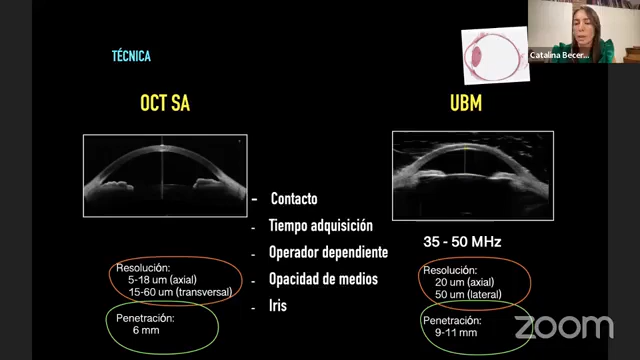 Catalina Becer...
TÉCNICA
OCT SA
UBM
- Contacto
- Tiempo adquisición
- Operador dependiente
- Opacidad de medios
- Iris
35 - 50 MHz
Resolución:
5-18 um (axial)
15-60 um (transversal)
Penetración:
6 mm
Resolución:
20 um (axial)
50 um (lateral)
Penetración:
9-11 mm
zoom